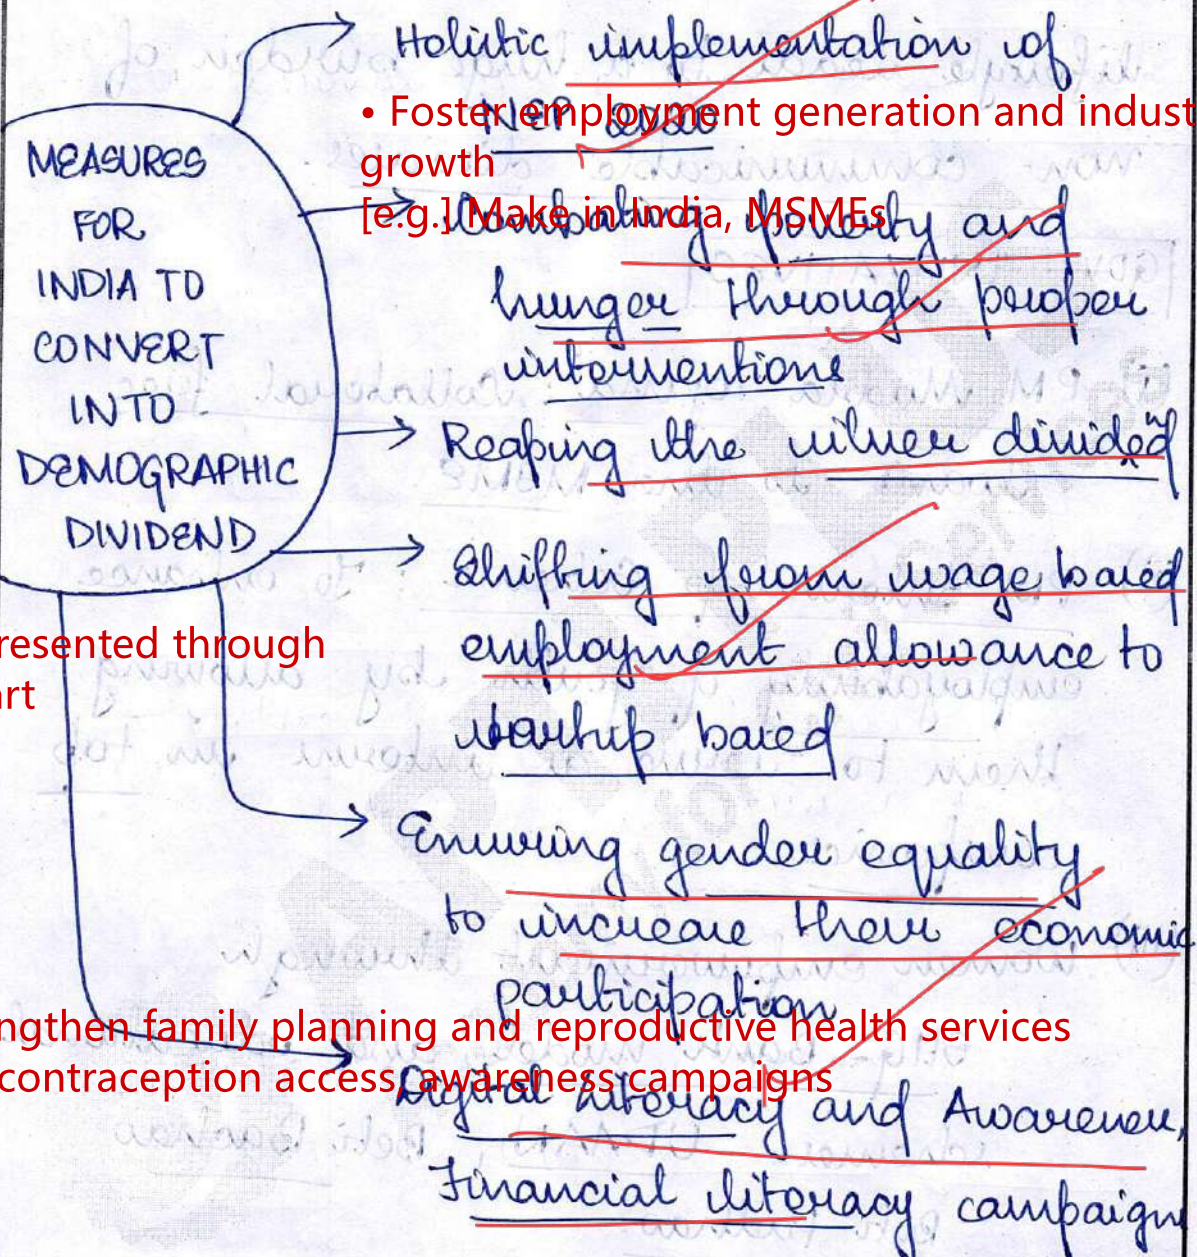 Holistic implementation of
NEP 2020
• Foster employment generation and indust
growth
[e.g.] Make in India, MSMEs
MEASURES
FOR
INDIA TO
CONVERT
INTO
DEMOGRAPHIC
DIVIDEND
Combating poverty and
hunger through proper
interventions
Reaping the silver divided
Shifting from wage based
employment allowance to
startup based
resented through
art
Ensuring gender equality
to increase their economic
participation
ngthen family planning and reproductive health services
contraception access, awareness campaigns
Digital Literacy and Awareness,
Financial literacy campaigns